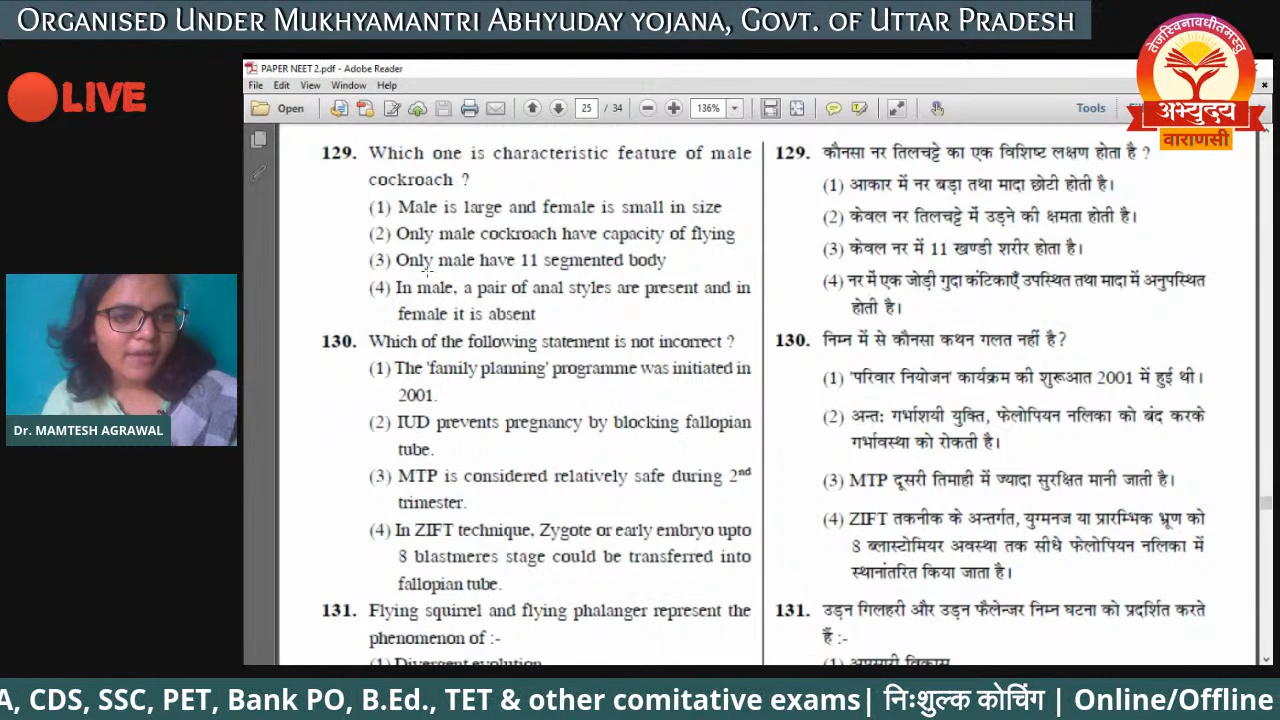 ORGANISED UNDER MUKHYAMANTRI ABHYUDAY YOJANA, GOVT. OF UTTAR PRADESH
तेजस्विनावधीतमस्तु
अभ्युदय
वाराणसी
LIVE
PAPER NEET 2.pdf - Adobe Reader
File Edit View Window Help
Open 25 / 34 136% Tools
129. Which one is characteristic feature of male
cockroach ?
(1) Male is large and female is small in size
(2) Only male cockroach have capacity of flying
(3) Only male have 11 segmented body
(4) In male, a pair of anal styles are present and in
female it is absent
130. Which of the following statement is not incorrect ?
(1) The 'family planning' programme was initiated in
2001.
(2) IUD prevents pregnancy by blocking fallopian
tube.
(3) MTP is considered relatively safe during 2nd
trimester.
(4) In ZIFT technique, Zygote or early embryo upto
8 blastmeres stage could be transferred into
fallopian tube.
131. Flying squirrel and flying phalanger represent the
phenomenon of :-
(1) Divergent evolution
129. कौनसा नर तिलचट्टे का एक विशिष्ट लक्षण होता है ?
(1) आकार में नर बड़ा तथा मादा छोटी होती है।
(2) केवल नर तिलचट्टे में उड़ने की क्षमता होती है।
(3) केवल नर में 11 खण्डी शरीर होता है।
(4) नर में एक जोड़ी गुदा कंटिकाएँ उपस्थित तथा मादा में अनुपस्थित
होती है।
130. निम्न में से कौनसा कथन गलत नहीं है?
(1) 'परिवार नियोजन' कार्यक्रम की शुरूआत 2001 में हुई थी।
(2) अन्त: गर्भाशयी युक्ति, फेलोपियन नलिका को बंद करके
गर्भावस्था को रोकती है।
(3) MTP दूसरी तिमाही में ज्यादा सुरक्षित मानी जाती है।
(4) ZIFT तकनीक के अन्तर्गत, युग्मनज या प्रारम्भिक भ्रूण को
8 ब्लास्टोमियर अवस्था तक सीधे फेलोपियन नलिका में
स्थानांतरित किया जाता है।
131. उड़न गिलहरी और उड़न फैलेन्जर निम्न घटना को प्रदर्शित करते
हैं :-
(1) अपसारी विकास
Dr. MAMTESH AGRAWAL
A, CDS, SSC, PET, Bank PO, B.Ed., TET & other comitative exams| निःशुल्क कोचिंग | Online/Offline